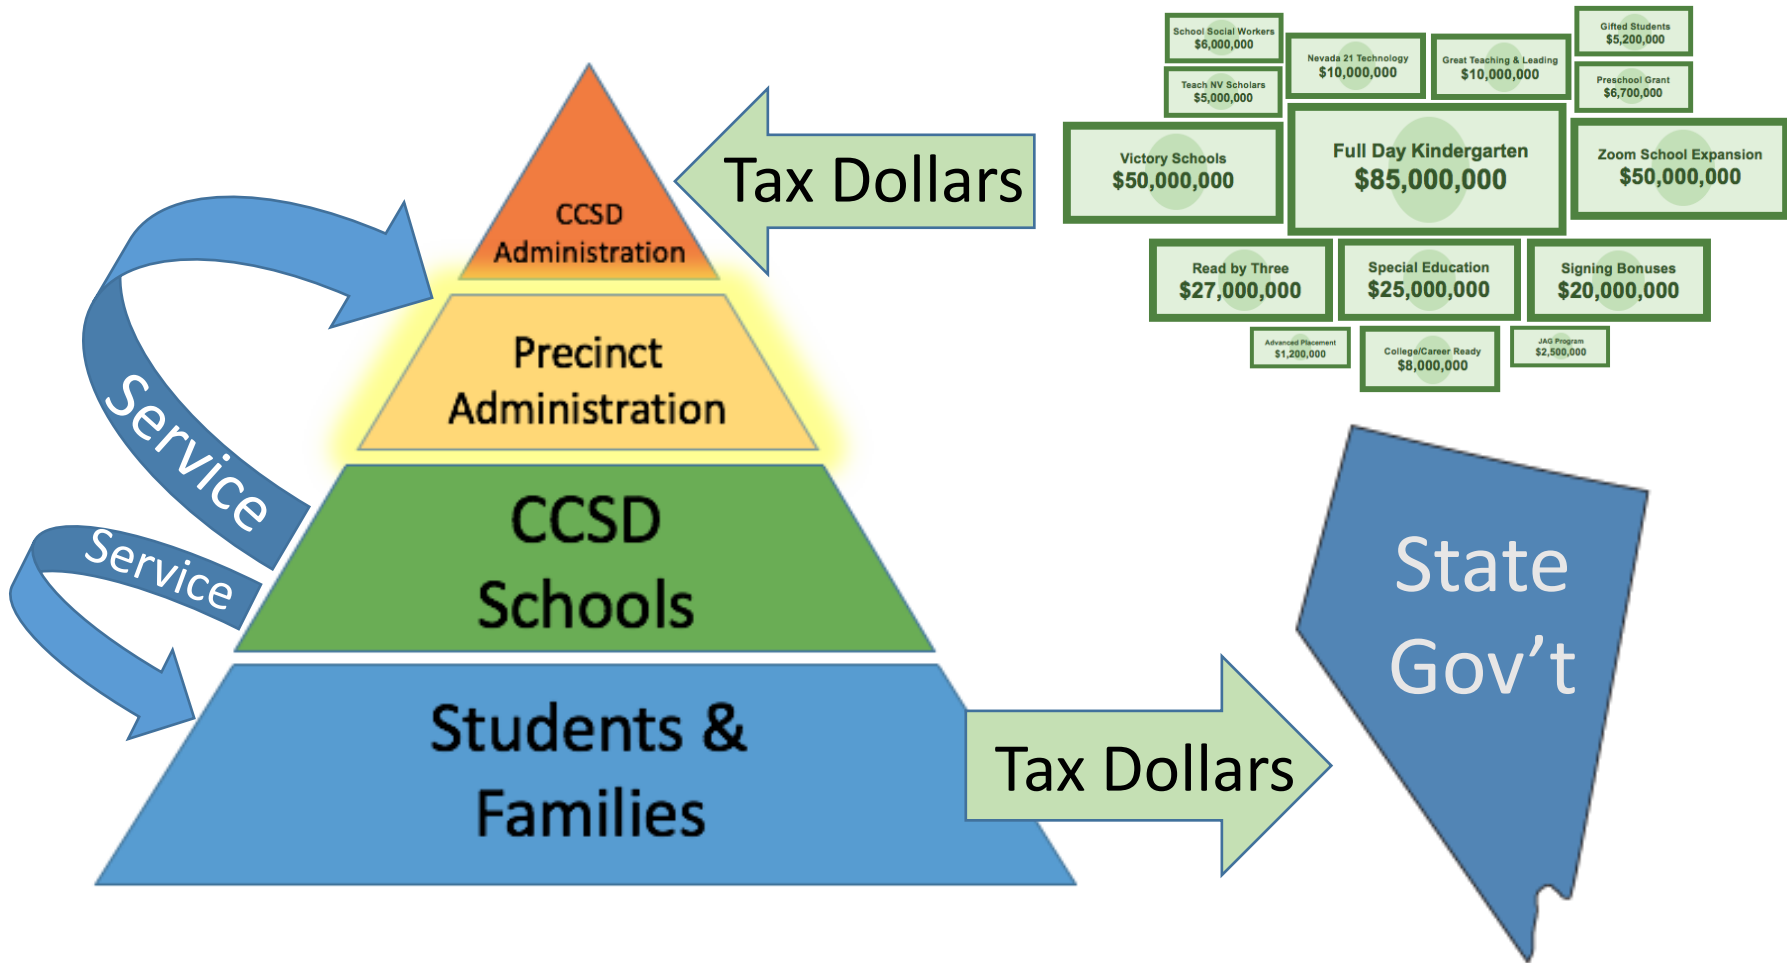 School Social Workers
$6,000,000
Gifted Students
$5,200,000
Nevada 21 Technology
$10,000,000
Great Teaching & Leading
$10,000,000
Teach NV Scholars
$5,000,000
Preschool Grant
$6,700,000
Victory Schools
$50,000,000
Full Day Kindergarten
$85,000,000
Zoom School Expansion
$50,000,000
Read by Three
$27,000,000
Special Education
$25,000,000
Signing Bonuses
$20,000,000
Advanced Placement
$1,200,000
College/Career Ready
$8,000,000
JAG Program
$2,500,000
Tax Dollars
CCSD
Administration
Precinct
Administration
Service
CCSD
Schools
Service
Students &
Families
Tax Dollars
State
Gov’t